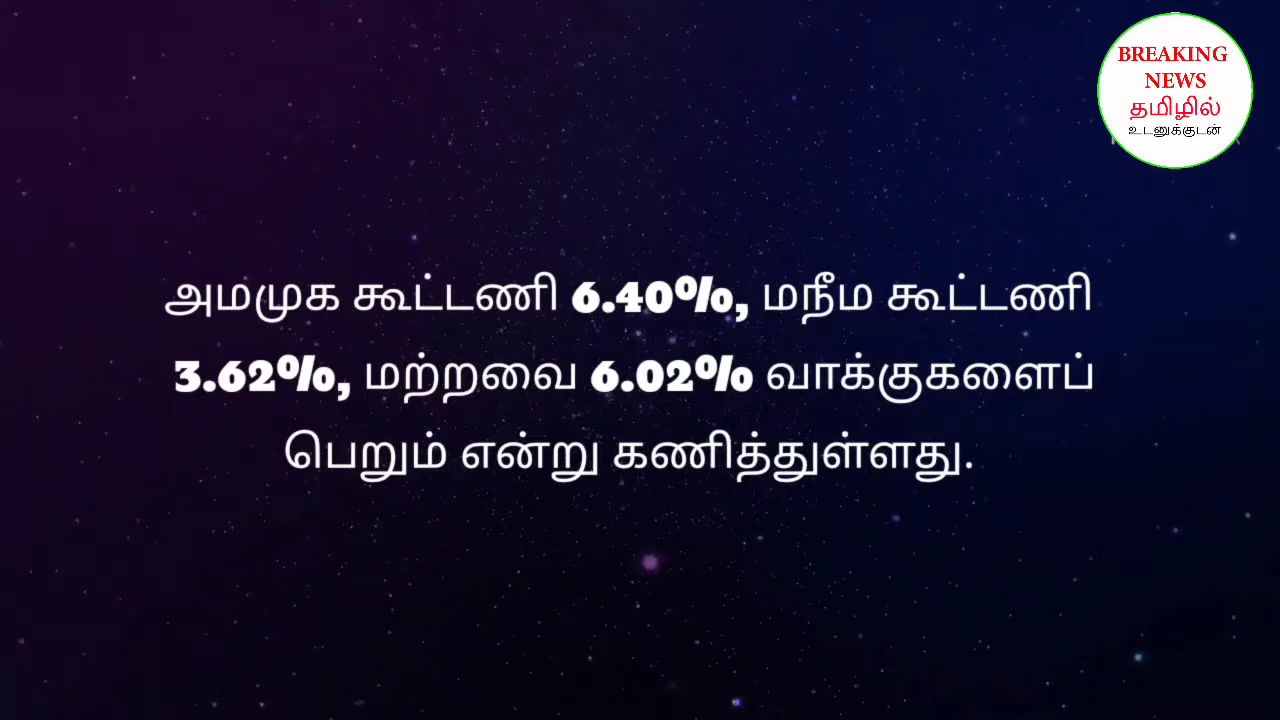 BREAKING
NEWS
தமிழில்
உடனுக்குடன்
அமமுக கூட்டணி 6.40%, மநீம கூட்டணி
3.62%, மற்றவை 6.02% வாக்குகளைப்
பெறும் என்று கணித்துள்ளது.